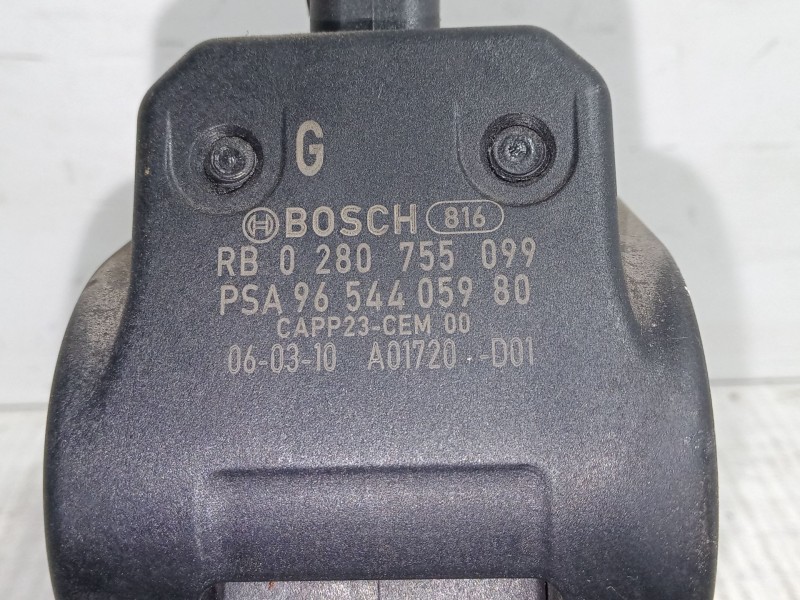 G
BOSCH 816
RB 0 280 755 099
PSA 96 544 059 80
CAPP23-CEM 00
06-03-10 A01720--D01